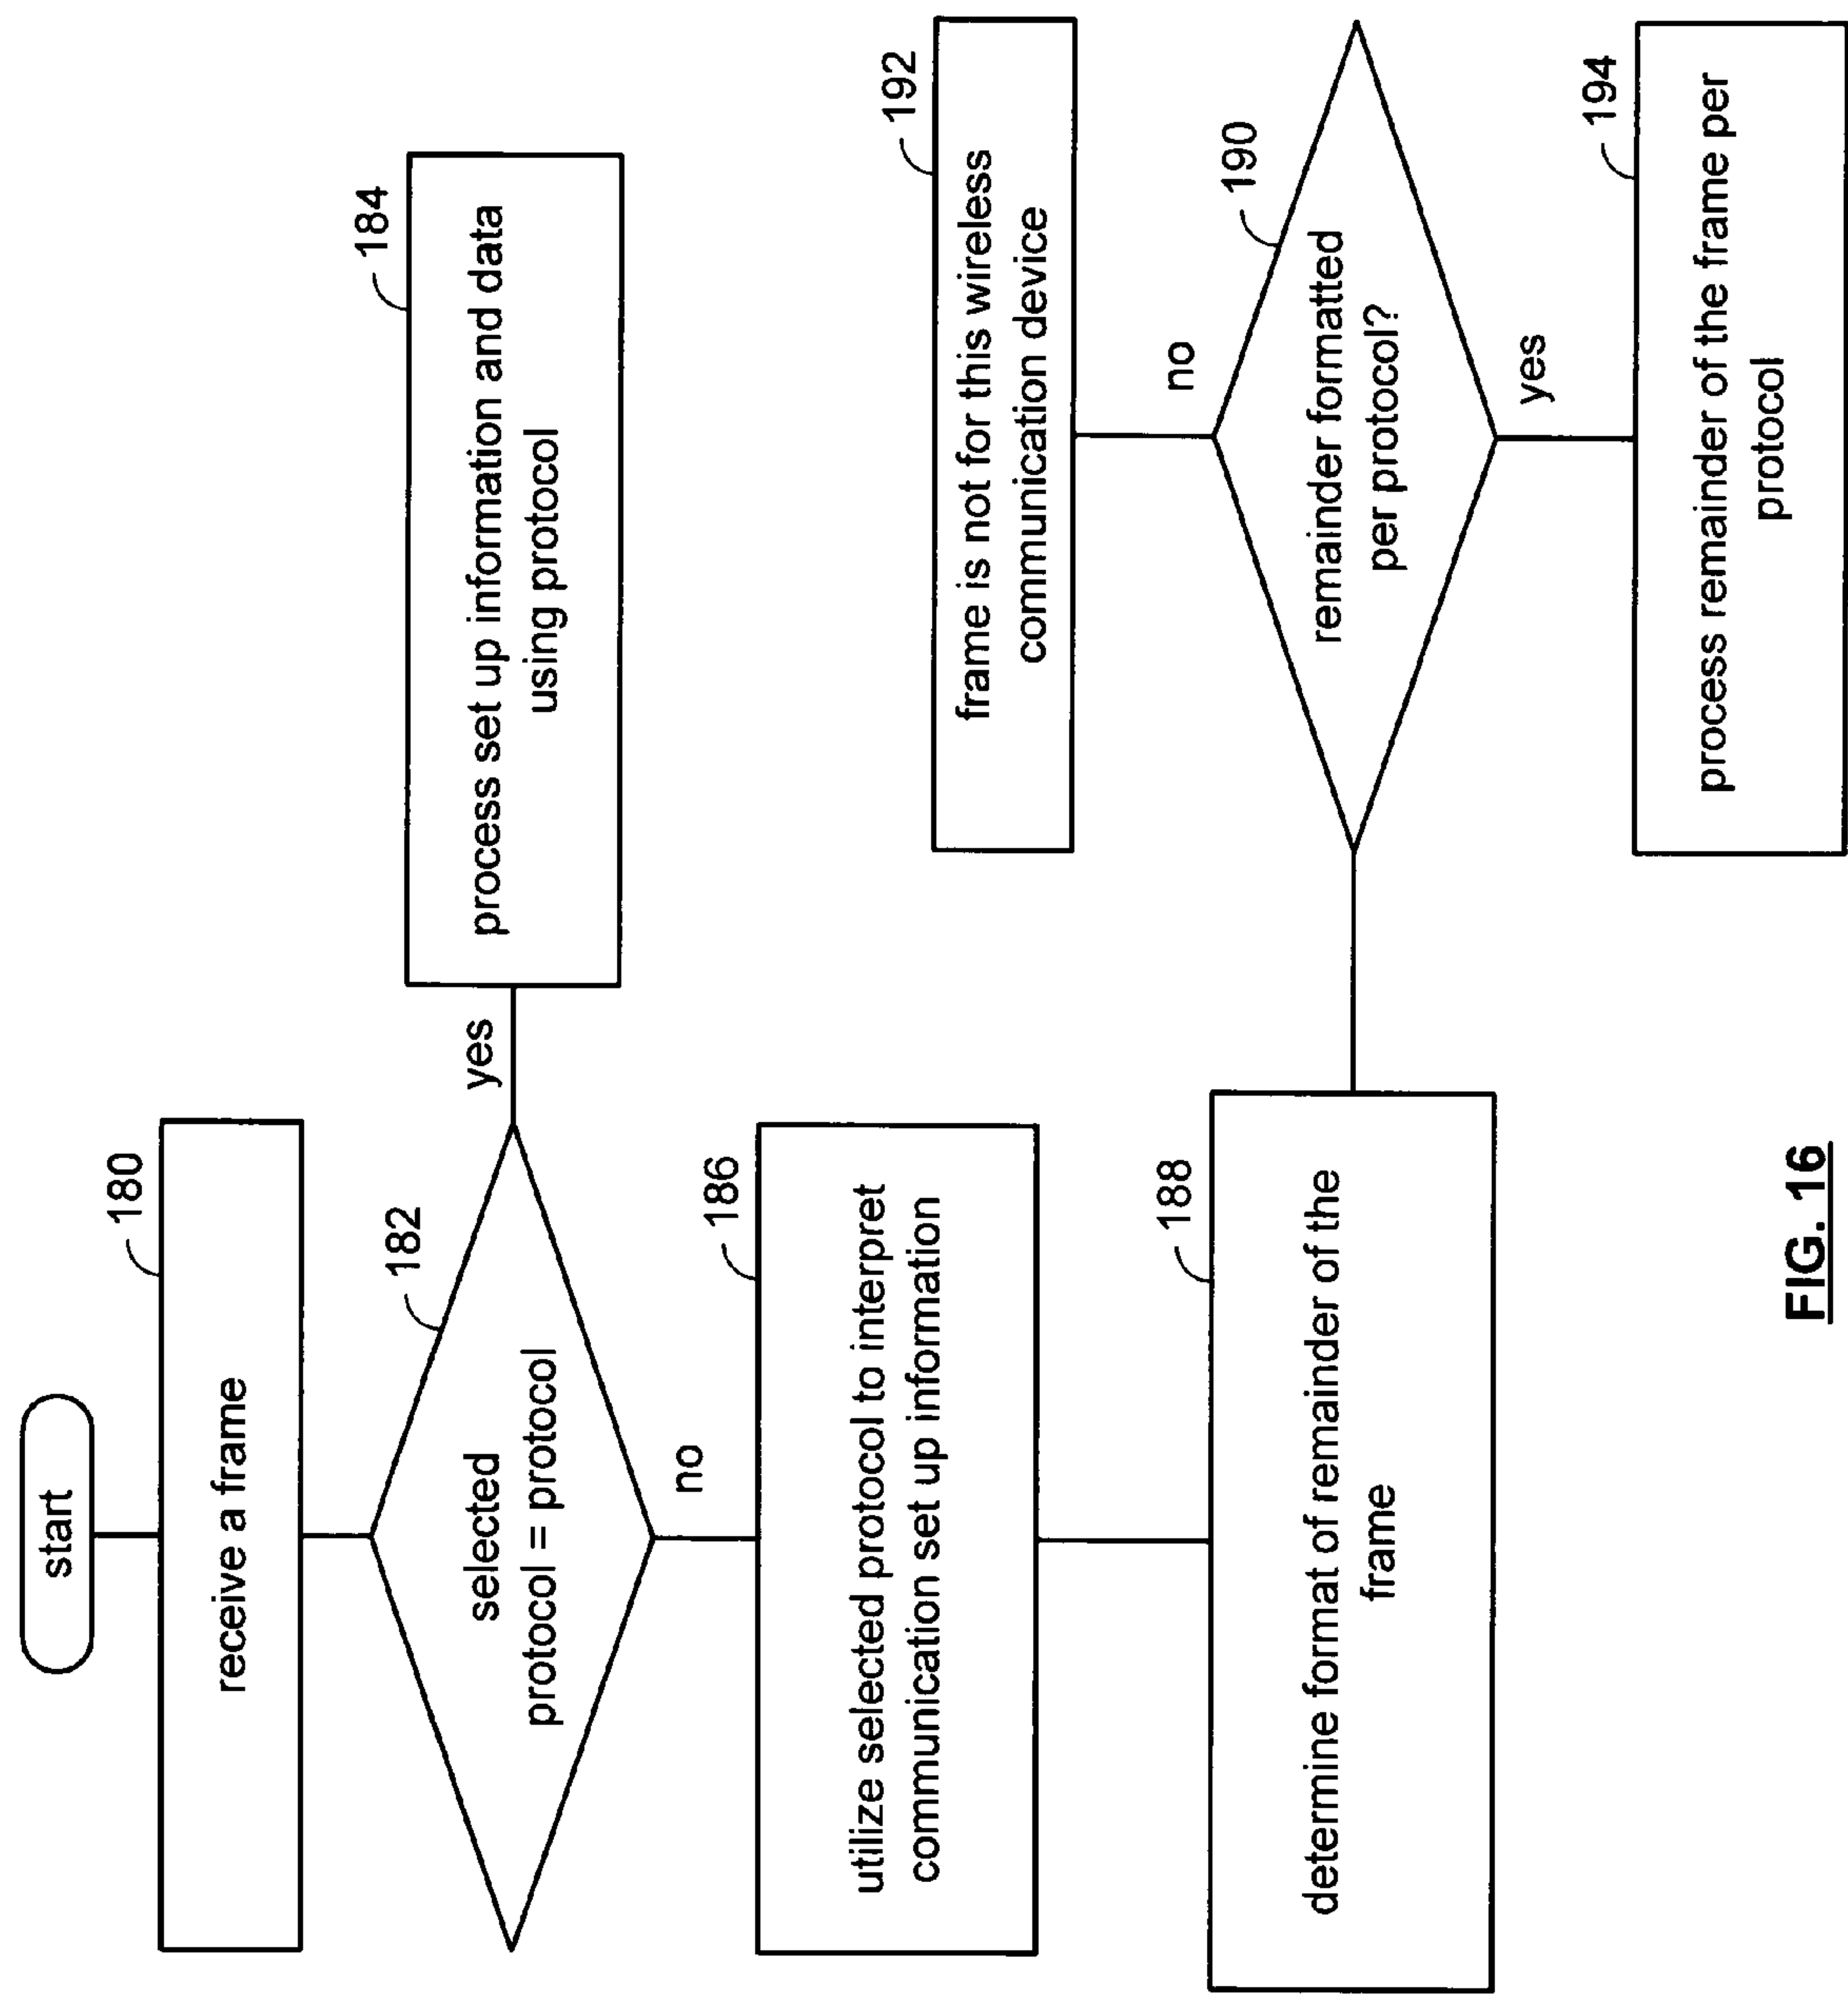 start
180
receive a frame
182
selected
protocol = protocol
yes
184
process set up information and data
using protocol
no
186
utilize selected protocol to interpret
communication set up information
188
determine format of remainder of the
frame
190
remainder formatted
per protocol?
no
192
frame is not for this wireless
communication device
yes
194
process remainder of the frame per
protocol
FIG. 16